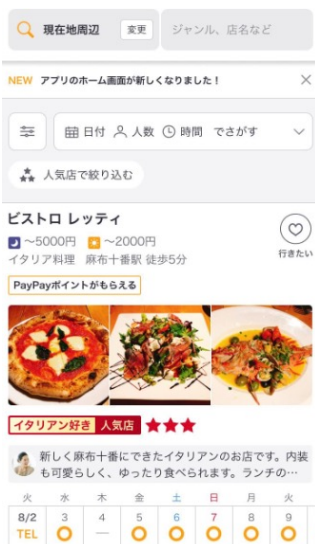 現在地周辺 変更 ジャンル、店名など
NEW アプリのホーム画面が新しくなりました！
日付 人数 時間 でさがす
人気店で絞り込む
ビストロ レッティ
～5000円 ～2000円
行きたい
イタリア料理 麻布十番駅 徒歩5分
PayPayポイントがもらえる
イタリアン好き 人気店
新しく麻布十番にできたイタリアンのお店です。内装
も可愛らしく、ゆったり食べられます。ランチの…
火 水 木 金 土 日 月 火
8/2 3 4 5 6 7 8 9
TEL